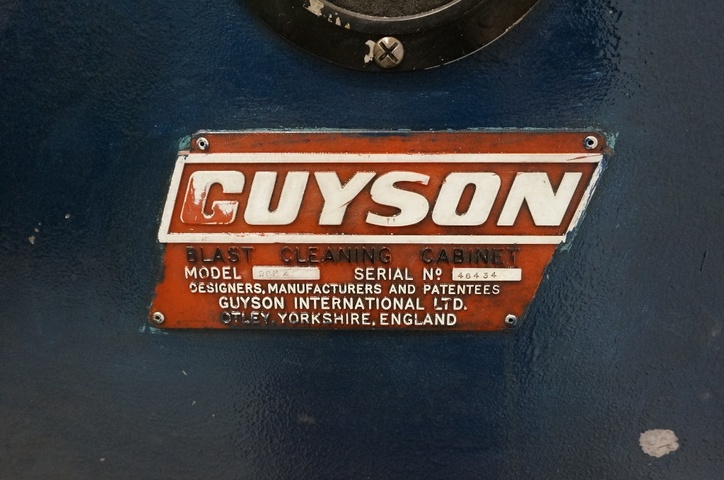 GUYSON
BLAST CLEANING CABINET
MODEL SERIAL Nº 46434
DESIGNERS, MANUFACTURERS AND PATENTEES
GUYSON INTERNATIONAL LTD.
OTLEY, YORKSHIRE, ENGLAND